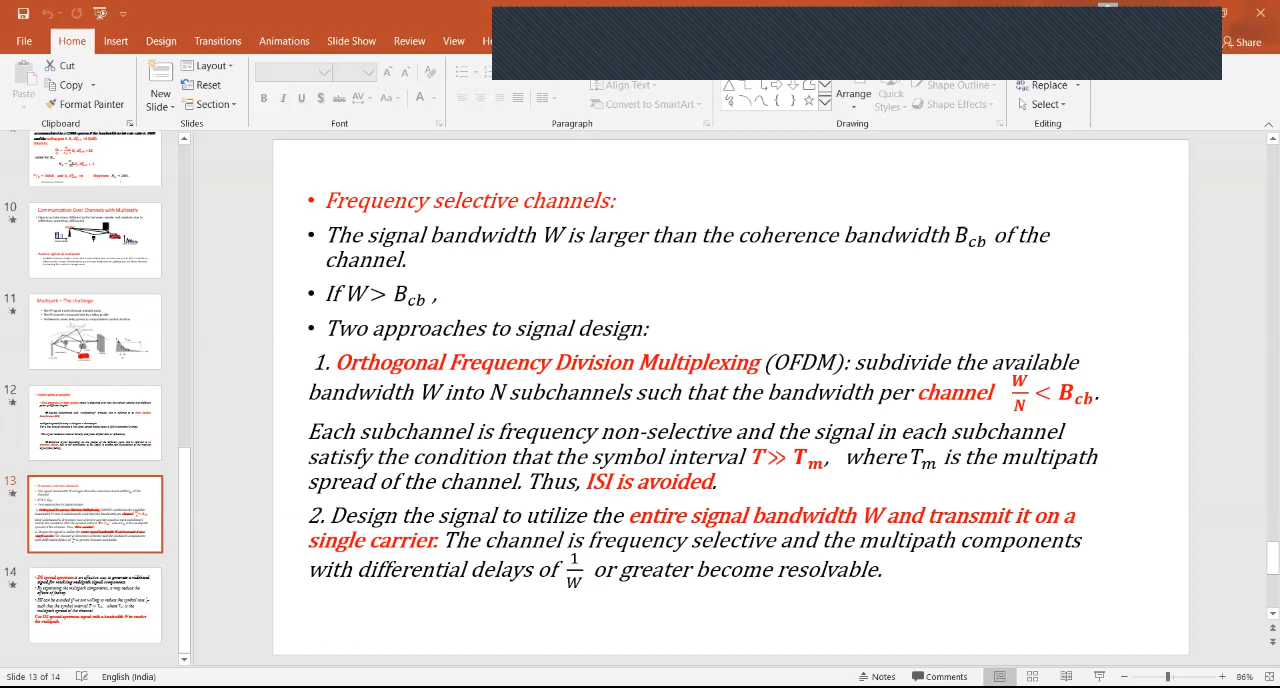 File Home Insert Design Transitions Animations Slide Show Review View He
Share
Cut
Copy
Format Painter
Paste
Clipboard
New
Slide
Layout
Reset
Section
Slides
B I U S abc AV Aa A
Font
Align Text
Convert to SmartArt
Paragraph
Arrange
Quick
Styles
Shape Outline
Shape Effects
Drawing
Replace
Select
Editing
10
Communication Over Channels with Multipaths
11
Multipath – The challenge
12
13
14
• Frequency selective channels:
• The signal bandwidth W is larger than the coherence bandwidth B_cb of the
channel.
• If W > B_cb ,
• Two approaches to signal design:
1. Orthogonal Frequency Division Multiplexing (OFDM): subdivide the available
bandwidth W into N subchannels such that the bandwidth per channel W/N < B_cb.
Each subchannel is frequency non-selective and the signal in each subchannel
satisfy the condition that the symbol interval T ≫ T_m, where T_m is the multipath
spread of the channel. Thus, ISI is avoided.
2. Design the signal to utilize the entire signal bandwidth W and transmit it on a
single carrier. The channel is frequency selective and the multipath components
with differential delays of 1/W or greater become resolvable.
Slide 13 of 14 English (India) Notes Comments 86%